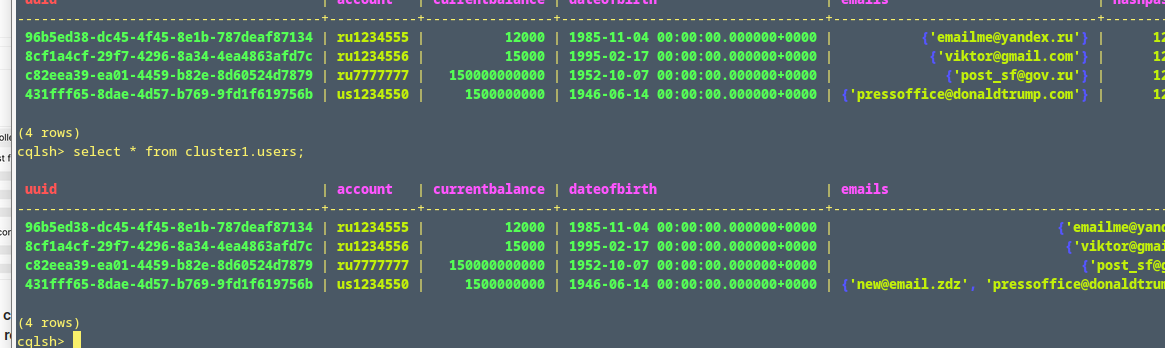 uuid | account | currentbalance | dateofbirth | emails
96b5ed38-dc45-4f45-8e1b-787deaf87134 | ru1234555 | 12000 | 1985-11-04 00:00:00.000000+0000 | {'emailme@yandex.ru'} | 12
8cf1a4cf-29f7-4296-8a34-4ea4863afd7c | ru1234556 | 15000 | 1995-02-17 00:00:00.000000+0000 | {'viktor@gmail.com'} | 12
c82eea39-ea01-4459-b82e-8d60524d7879 | ru7777777 | 150000000000 | 1952-10-07 00:00:00.000000+0000 | {'post_sf@gov.ru'} | 12
431fff65-8dae-4d57-b769-9fd1f619756b | us1234550 | 1500000000 | 1946-06-14 00:00:00.000000+0000 | {'pressoffice@donaldtrump.com'} | 12
(4 rows)
cqlsh> select * from cluster1.users;
uuid | account | currentbalance | dateofbirth | emails
96b5ed38-dc45-4f45-8e1b-787deaf87134 | ru1234555 | 12000 | 1985-11-04 00:00:00.000000+0000 | {'emailme@yand
8cf1a4cf-29f7-4296-8a34-4ea4863afd7c | ru1234556 | 15000 | 1995-02-17 00:00:00.000000+0000 | {'viktor@gmai
c82eea39-ea01-4459-b82e-8d60524d7879 | ru7777777 | 150000000000 | 1952-10-07 00:00:00.000000+0000 | {'post_sf@g
431fff65-8dae-4d57-b769-9fd1f619756b | us1234550 | 1500000000 | 1946-06-14 00:00:00.000000+0000 | {'new@email.zdz', 'pressoffice@donaldtrum
(4 rows)
cqlsh>